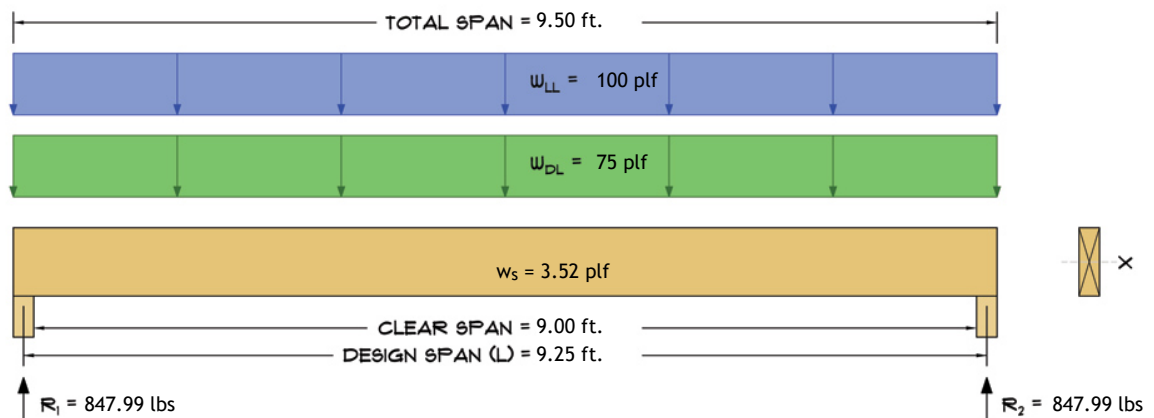 TOTAL SPAN = 9.50 ft.
WLL = 100 plf
WDL = 75 plf
ws = 3.52 plf
X
CLEAR SPAN = 9.00 ft.
DESIGN SPAN (L) = 9.25 ft.
R1 = 847.99 lbs
R2 = 847.99 lbs